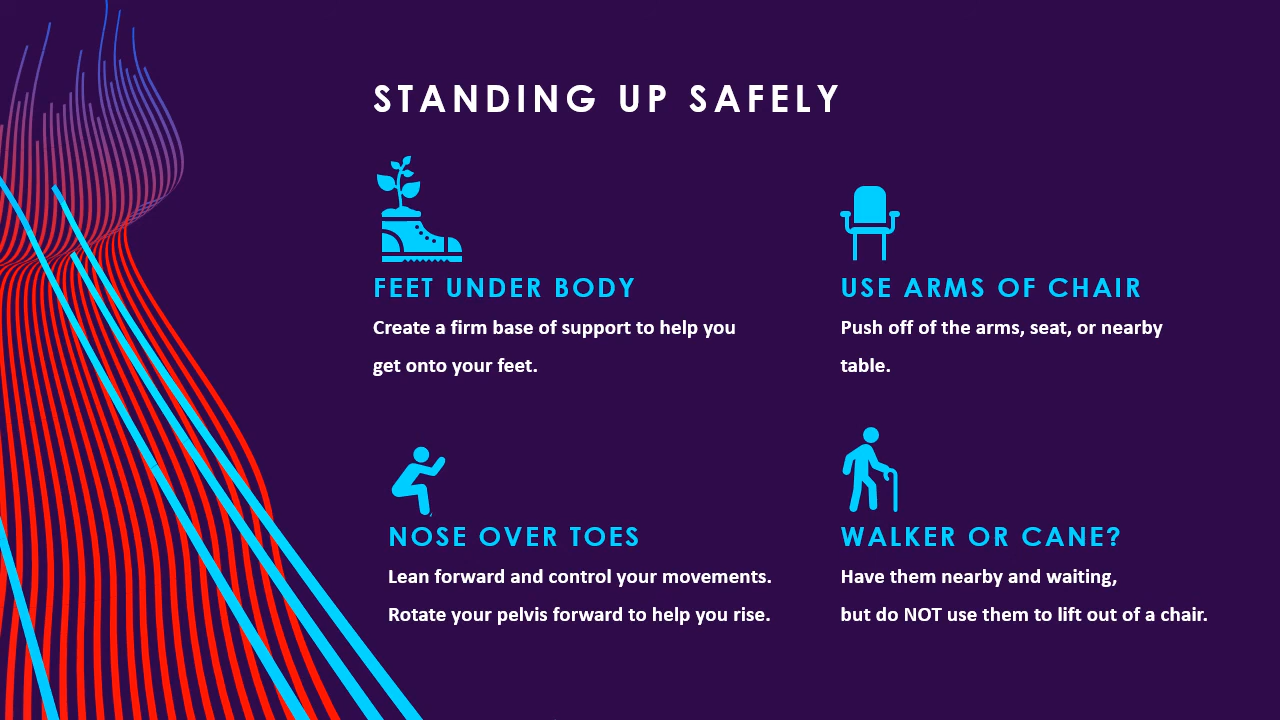 STANDING UP SAFELY
FEET UNDER BODY
Create a firm base of support to help you
get onto your feet.
USE ARMS OF CHAIR
Push off of the arms, seat, or nearby
table.
NOSE OVER TOES
Lean forward and control your movements.
Rotate your pelvis forward to help you rise.
WALKER OR CANE?
Have them nearby and waiting,
but do NOT use them to lift out of a chair.